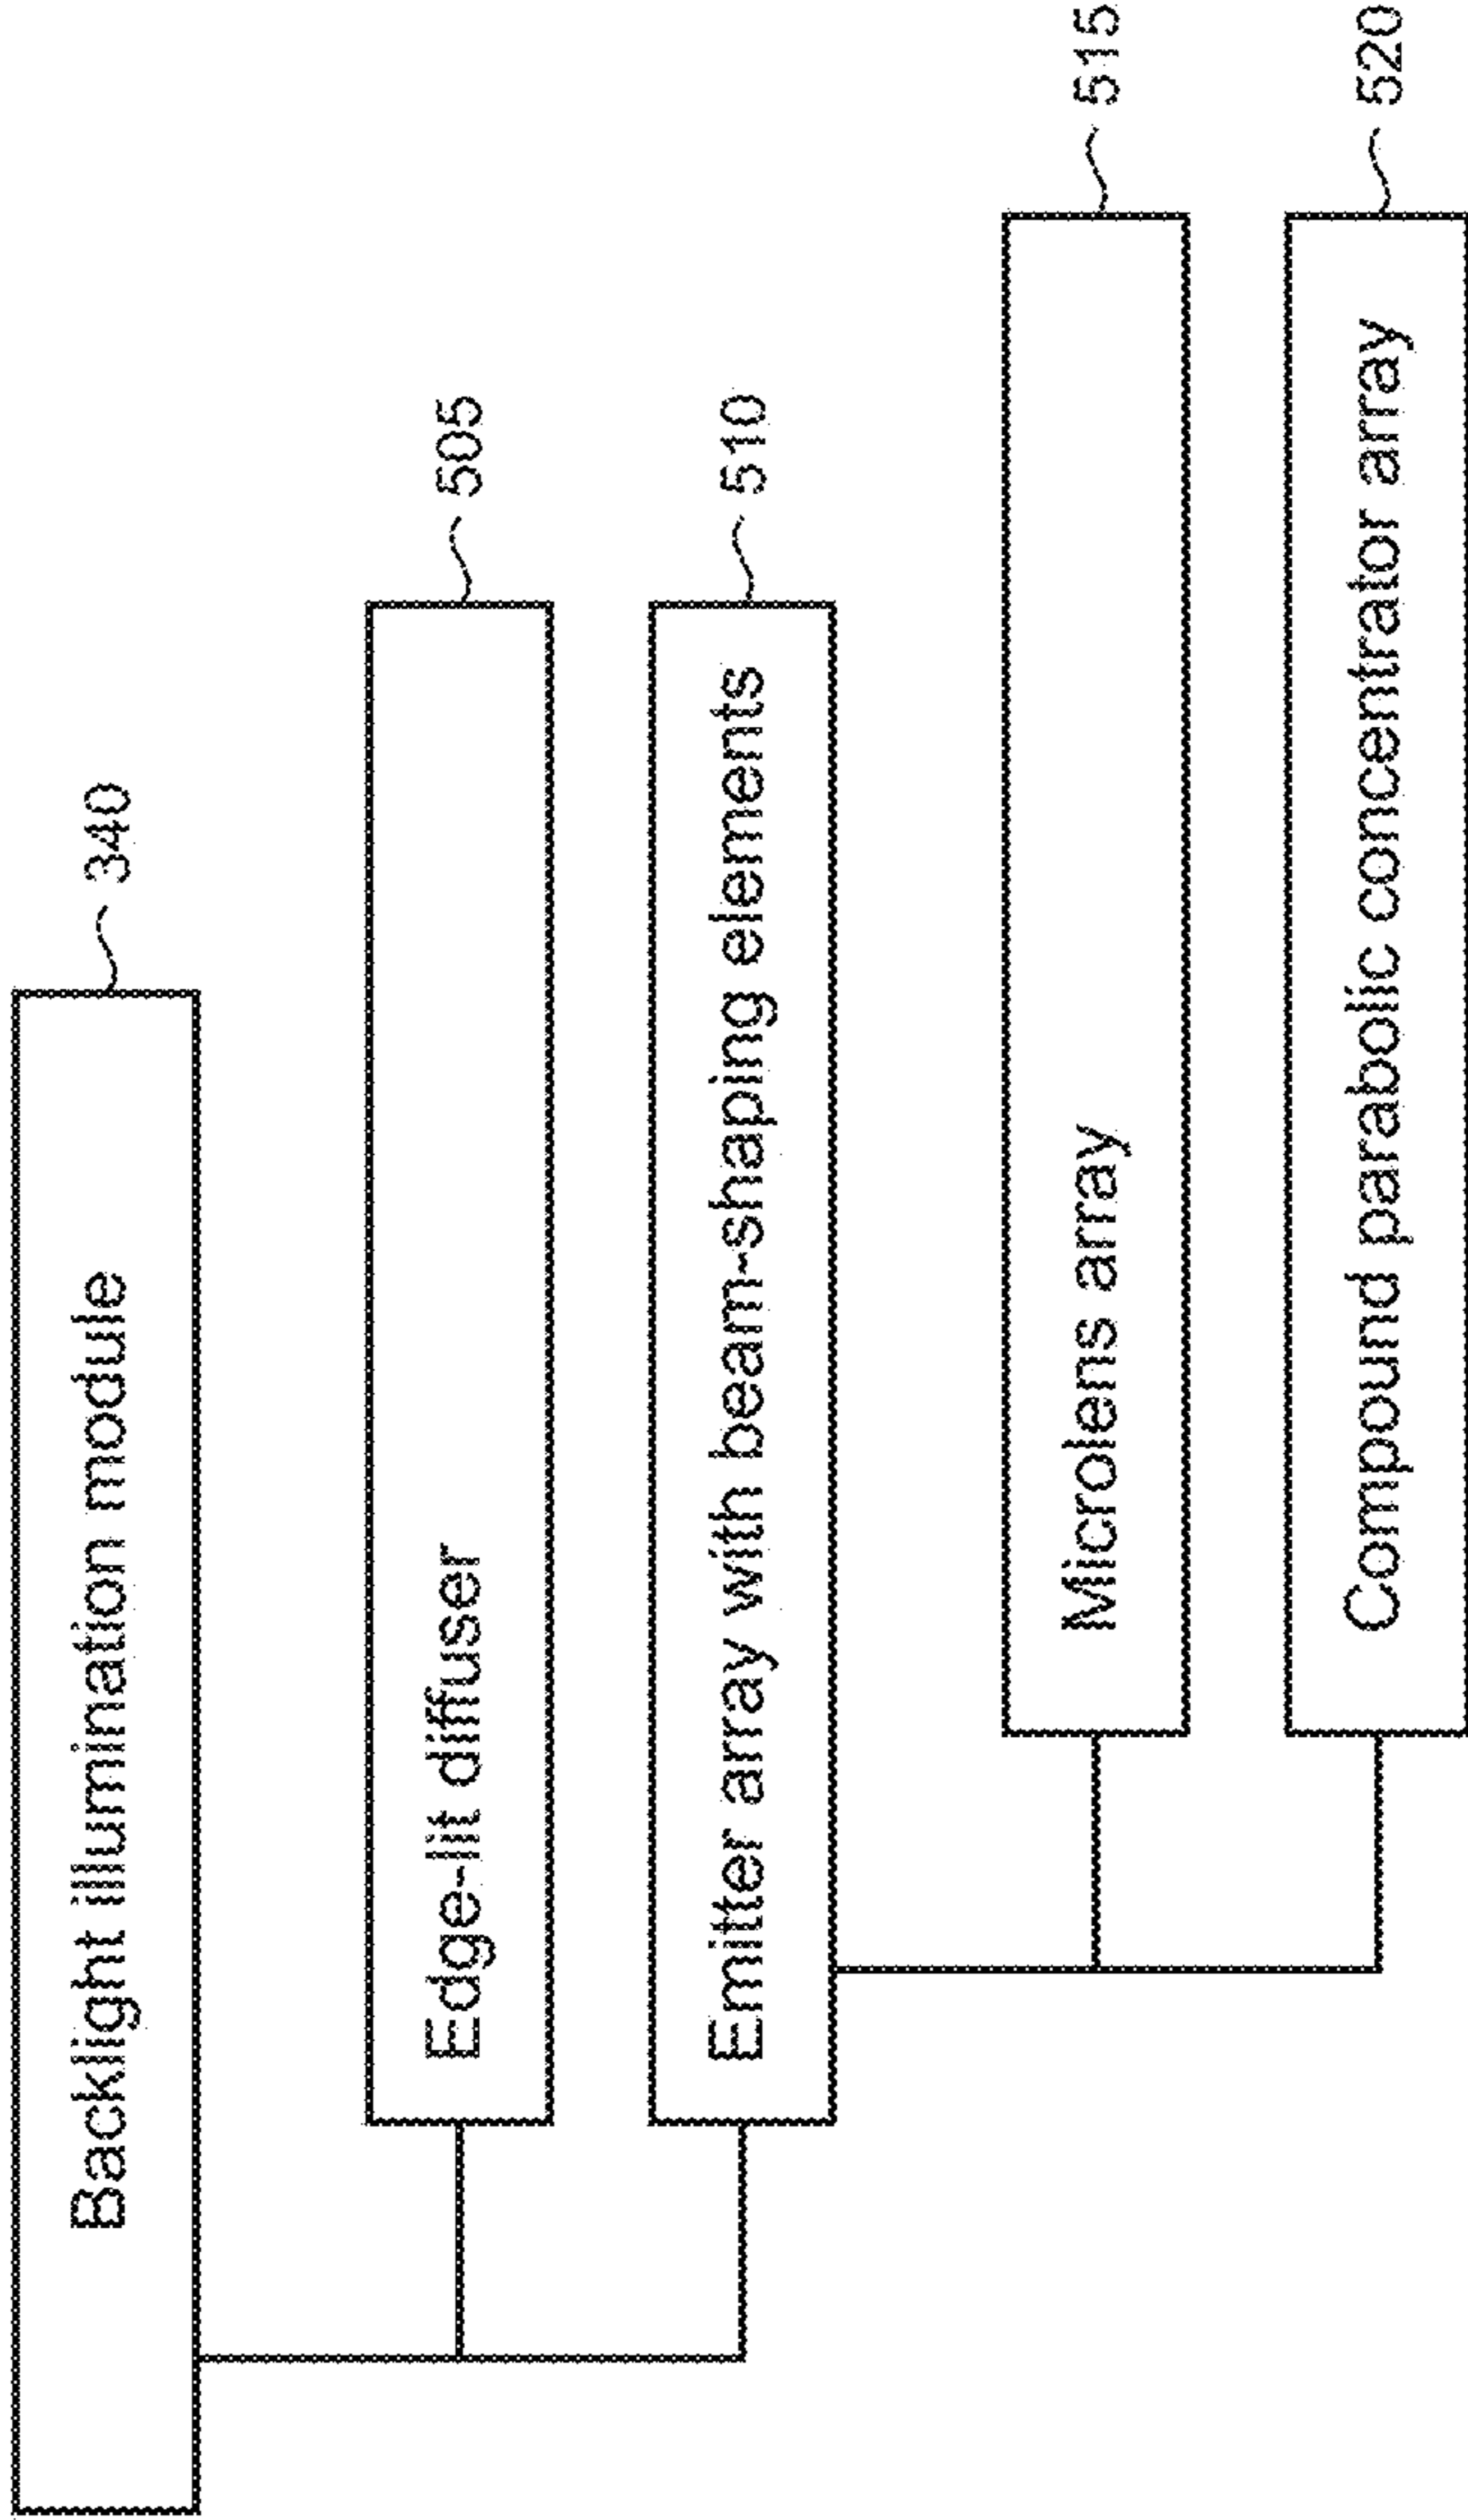 Backlight illumination module
340
Edge-lit diffuser
505
Emitter array with beam-shaping elements
510
Microlens array
515
Compound parabolic concentrator array
520